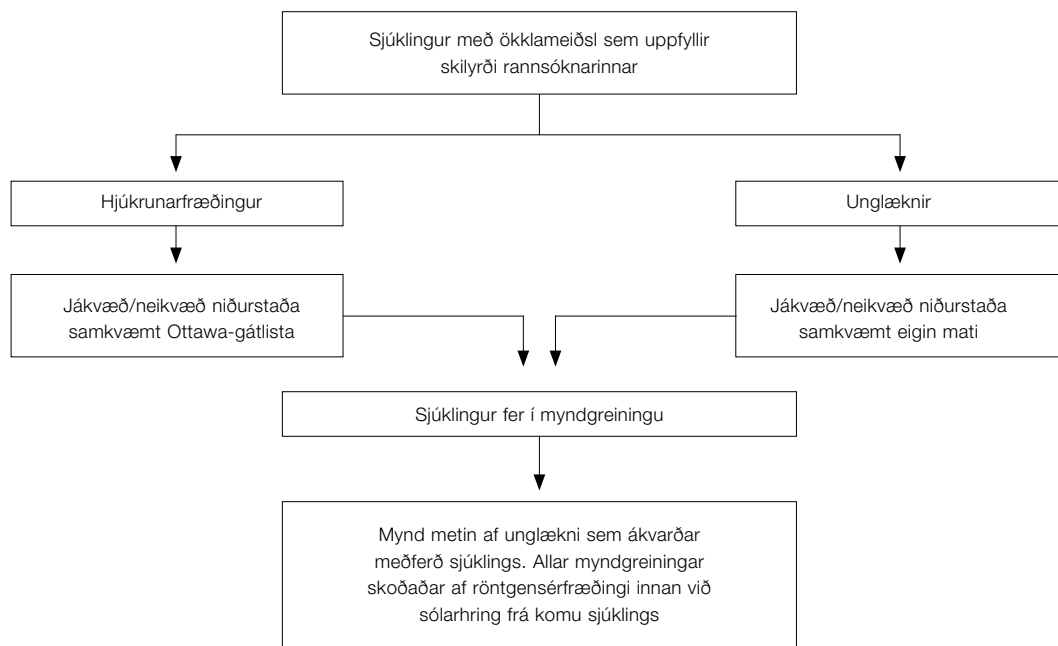 Sjúklingur með ökklameiðsl sem uppfyllir
skilyrði rannsóknarinnar
Hjúkrunarfræðingur
Unglæknir
Jákvæð/neikvæð niðurstaða
samkvæmt Ottawa-gátlista
Jákvæð/neikvæð niðurstaða
samkvæmt eigin mati
Sjúklingur fer í myndgreiningu
Mynd metin af unglækni sem ákvarðar
meðferð sjúklings. Allar myndgreiningar
skoðaðar af röntgensérfræðingi innan við
sólarhring frá komu sjúklings